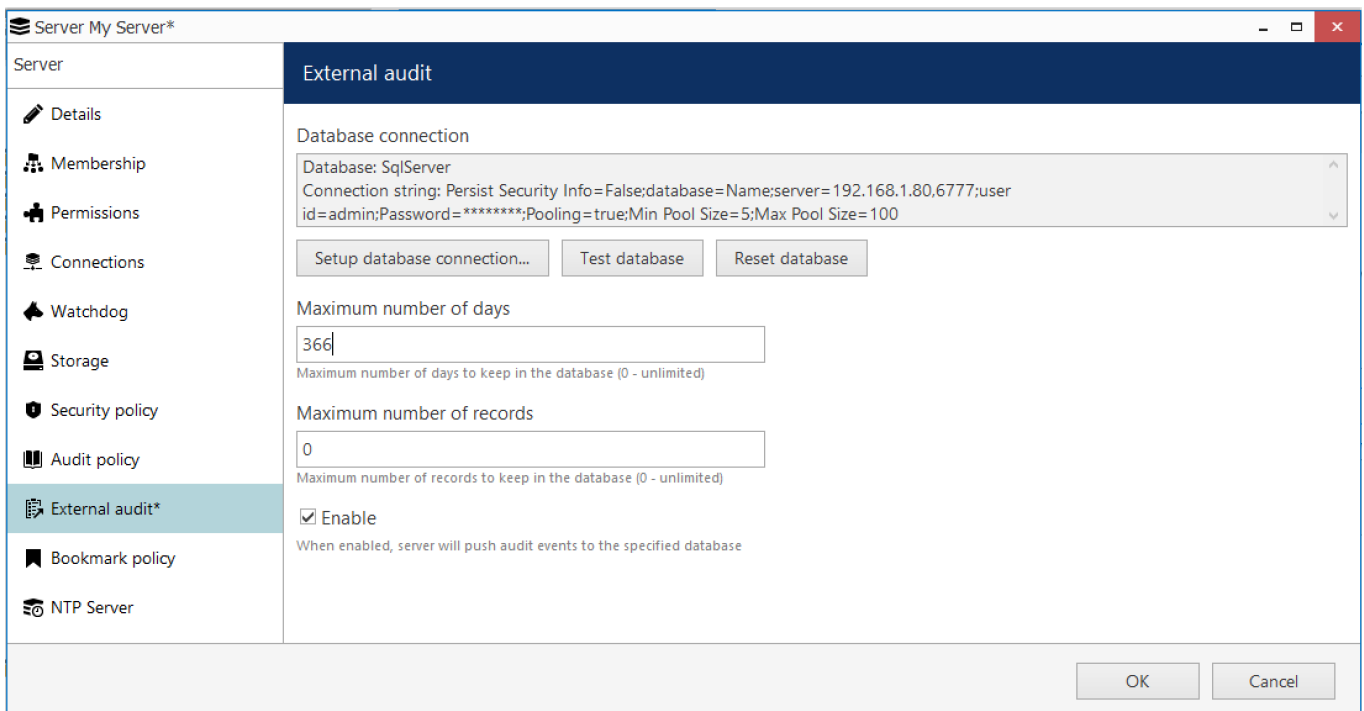 Server My Server*
Server
External audit
Details
Membership
Permissions
Connections
Watchdog
Storage
Security policy
Audit policy
External audit*
Bookmark policy
NTP Server
Database connection
Database: SqlServer
Connection string: Persist Security Info=False;database=Name;server=192.168.1.80,6777;user
id=admin;Password=********;Pooling=true;Min Pool Size=5;Max Pool Size=100
Setup database connection... Test database Reset database
Maximum number of days
366
Maximum number of days to keep in the database (0 - unlimited)
Maximum number of records
0
Maximum number of records to keep in the database (0 - unlimited)
Enable
When enabled, server will push audit events to the specified database
OK Cancel